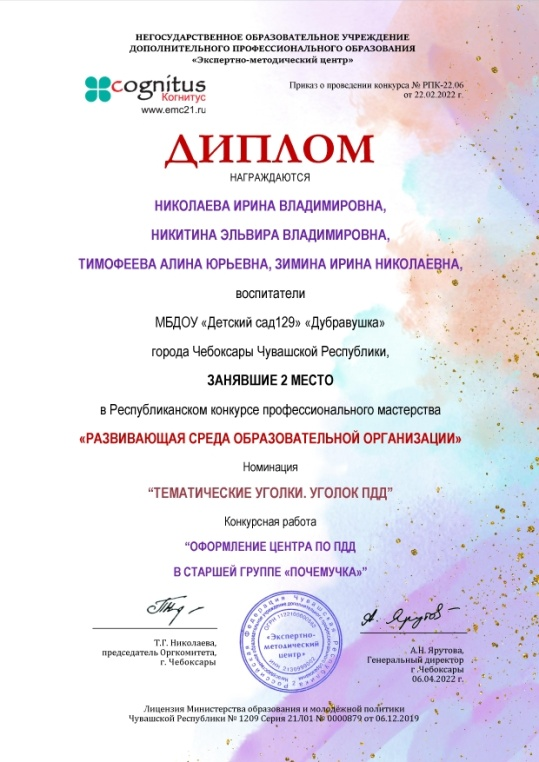 НЕГОСУДАРСТВЕННОЕ ОБРАЗОВАТЕЛЬНОЕ УЧРЕЖДЕНИЕ
ДОПОЛНИТЕЛЬНОГО ПРОФЕССИОНАЛЬНОГО ОБРАЗОВАНИЯ
«Экспертно-методический центр»
cognitus
Когнитус
www.emc21.ru
Приказ о проведении конкурса № РПК-22.06
от 22.02.2022 г.
ДИПЛОМ
НАГРАЖДАЮТСЯ
НИКОЛАЕВА ИРИНА ВЛАДИМИРОВНА,
НИКИТИНА ЭЛЬВИРА ВЛАДИМИРОВНА,
ТИМОФЕЕВА АЛИНА ЮРЬЕВНА, ЗИМИНА ИРИНА НИКОЛАЕВНА,
воспитатели
МБДОУ «Детский сад129» «Дубравушка»
города Чебоксары Чувашской Республики,
ЗАНЯВШИЕ 2 МЕСТО
в Республиканском конкурсе профессионального мастерства
«РАЗВИВАЮЩАЯ СРЕДА ОБРАЗОВАТЕЛЬНОЙ ОРГАНИЗАЦИИ»
Номинация
“ТЕМАТИЧЕСКИЕ УГОЛКИ. УГОЛОК ПДД”
Конкурсная работа
“ОФОРМЛЕНИЕ ЦЕНТРА ПО ПДД
В СТАРШЕЙ ГРУППЕ «ПОЧЕМУЧКА»”
Т.Г. Николаева,
председатель Оргкомитета,
г. Чебоксары
«Экспертно-
методический
центр»
А.Н. Ярутова,
Генеральный директор
г .Чебоксары
06.04.2022 г.
Лицензия Министерства образования и молодёжной политики
Чувашской Республики № 1209 Серия 21Л01 № 0000879 от 06.12.2019